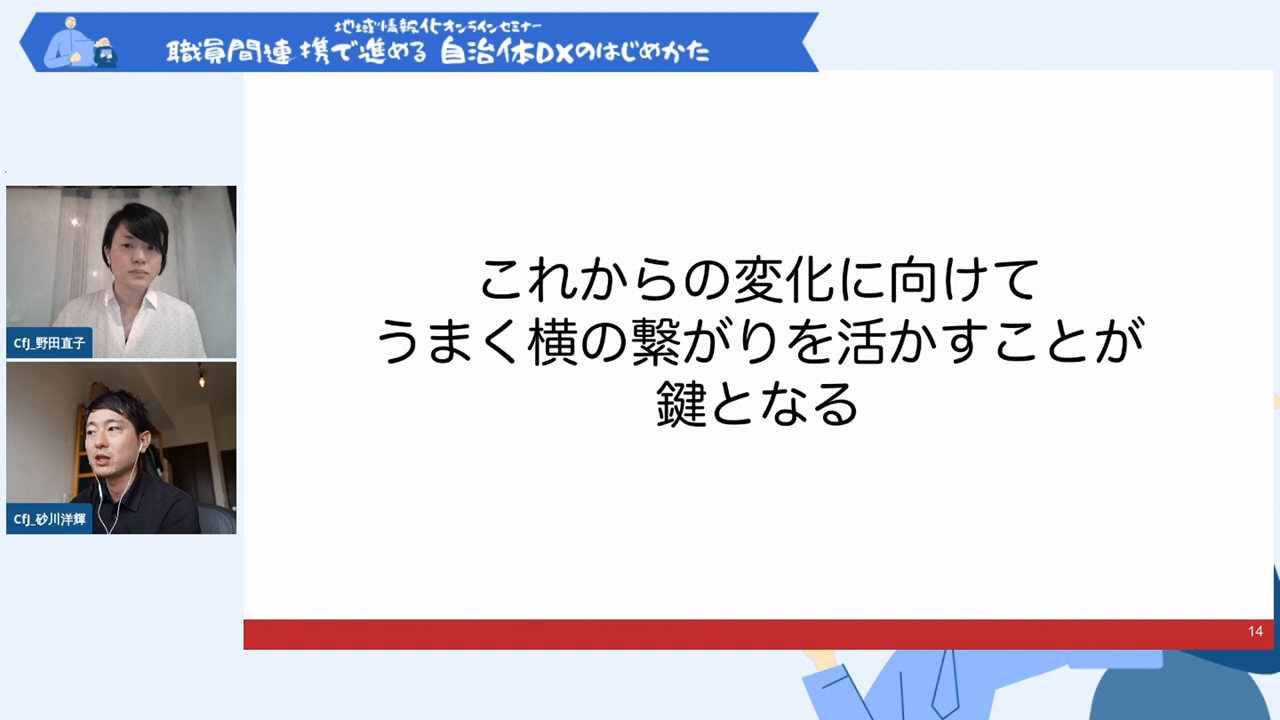 地域情報化オンラインセミナー
職員間連携で進める 自治体DXのはじめかた
CfJ_野田直子
CfJ_砂川洋輝
これからの変化に向けて
うまく横の繋がりを活かすことが
鍵となる
14